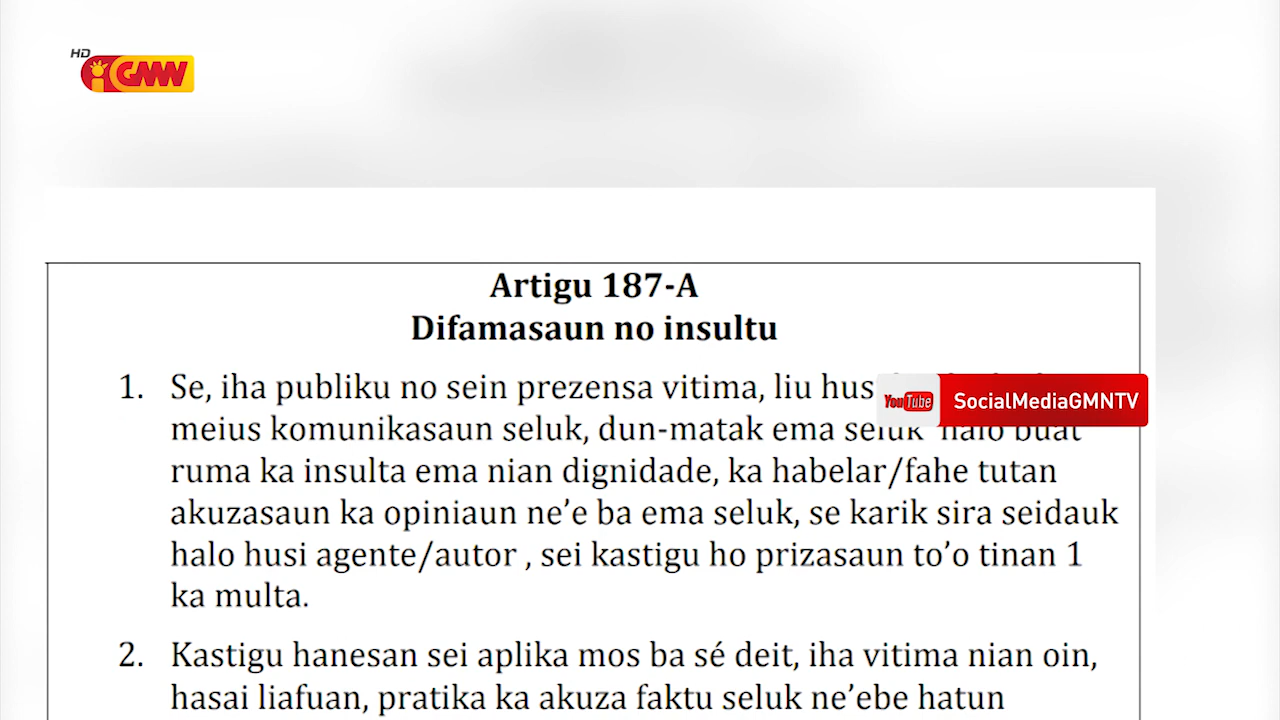 HD
GMN
Artigu 187-A
Difamasaun no insultu
1. Se, iha publiku no sein prezensa vitima, liu
YouTube SocialMediaGMNTV
meius komunikasaun seluk, dun-matak ema seluk halo buat
ruma ka insulta ema nian dignidade, ka habelar/fahe tutan
akuzasaun ka opiniaun ne’e ba ema seluk, se karik sira seidauk
halo husi agente/autor , sei kastigu ho prizasaun to’o tinan 1
ka multa.
2. Kastigu hanesan sei aplika mos ba sé deit, iha vitima nian oin,
hasai liafuan, pratika ka akuza faktu seluk ne’ebe hatun